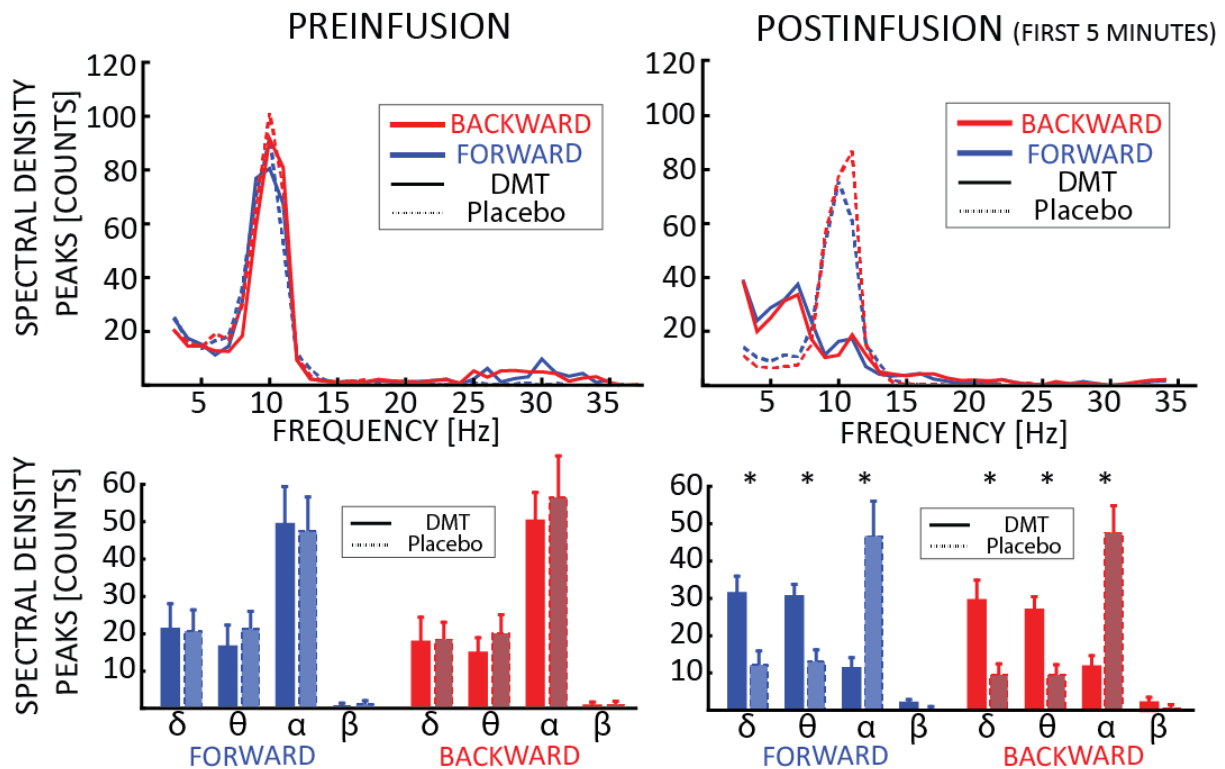 PREINFUSION
POSTINFUSION (FIRST 5 MINUTES)
SPECTRAL DENSITY
PEAKS [COUNTS]
120
100
80
60
40
20
BACKWARD
FORWARD
DMT
Placebo
5 10 15 20 25 30 35
FREQUENCY [Hz]
120
100
80
60
40
20
BACKWARD
FORWARD
DMT
Placebo
5 10 15 20 25 30 35
FREQUENCY [Hz]
SPECTRAL DENSITY
PEAKS [COUNTS]
60
50
40
30
20
10
DMT
Placebo
δ θ α β δ θ α β
FORWARD BACKWARD
* * * * * *
60
50
40
30
20
10
DMT
Placebo
δ θ α β δ θ α β
FORWARD BACKWARD